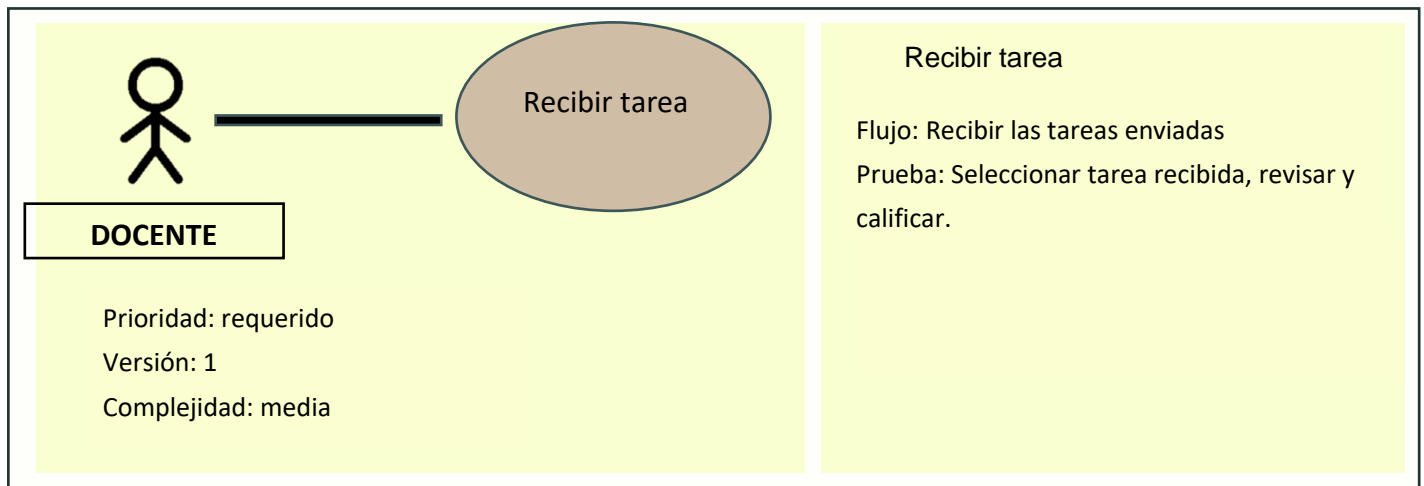 Recibir tarea
DOCENTE
Prioridad: requerido
Versión: 1
Complejidad: media
Recibir tarea
Flujo: Recibir las tareas enviadas
Prueba: Seleccionar tarea recibida, revisar y
calificar.